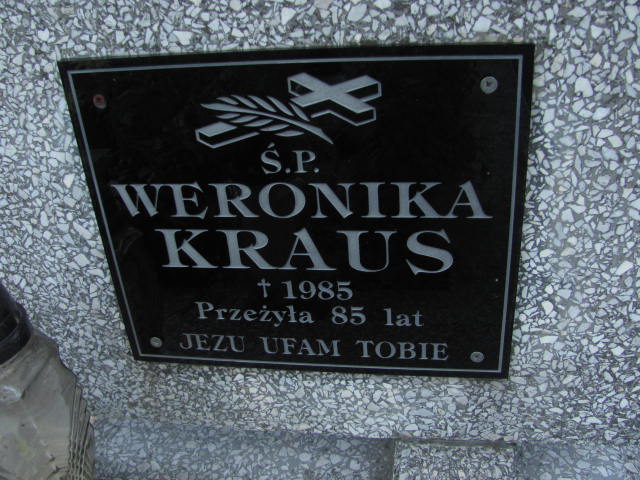 Ś.P.
WERONIKA
KRAUS
† 1985
Przeżyła 85 lat
JEZU UFAM TOBIE